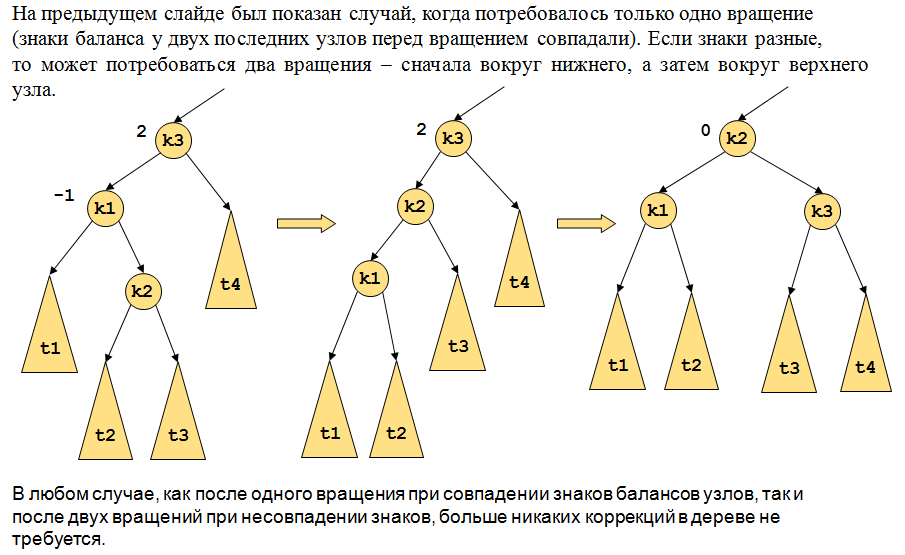 На предыдущем слайде был показан случай, когда потребовалось только одно вращение
(знаки баланса у двух последних узлов перед вращением совпадали). Если знаки разные,
то может потребоваться два вращения – сначала вокруг нижнего, а затем вокруг верхнего
узла.
2 k3
-1 k1
k2
t4
t1
t2 t3
2 k3
k2
k1
t4
t3
t1 t2
0 k2
k1 k3
t1 t2 t3 t4
В любом случае, как после одного вращения при совпадении знаков балансов узлов, так и
после двух вращений при несовпадении знаков, больше никаких коррекций в дереве не
требуется.